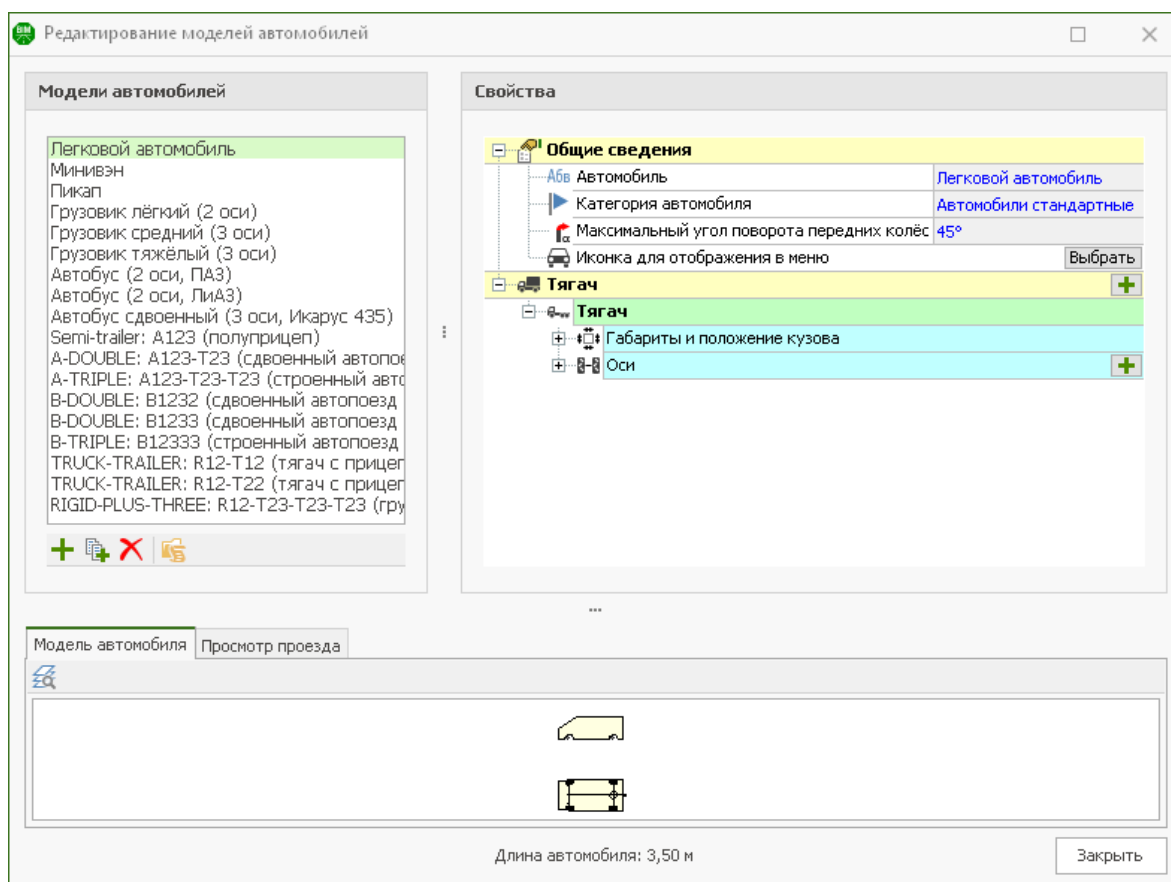 Редактирование моделей автомобилей
Модели автомобилей
Легковой автомобиль
Минивэн
Пикап
Грузовик лёгкий (2 оси)
Грузовик средний (3 оси)
Грузовик тяжёлый (3 оси)
Автобус (2 оси, ПАЗ)
Автобус (2 оси, ЛиАЗ)
Автобус сдвоенный (3 оси, Икарус 435)
Semi-trailer: A123 (полуприцеп)
A-DOUBLE: A123-T23 (сдвоенный автопое
A-TRIPLE: A123-T23-T23 (строенный авто
B-DOUBLE: B1232 (сдвоенный автопоезд
B-DOUBLE: B1233 (сдвоенный автопоезд
B-TRIPLE: B12333 (строенный автопоезд
TRUCK-TRAILER: R12-T12 (тягач с прицеп
TRUCK-TRAILER: R12-T22 (тягач с прицеп
RIGID-PLUS-THREE: R12-T23-T23-T23 (гру
Свойства
Общие сведения
Абв Автомобиль Легковой автомобиль
Категория автомобиля Автомобили стандартные
Максимальный угол поворота передних колёс 45°
Иконка для отображения в меню Выбрать
Тягач
Тягач
Габариты и положение кузова
Оси
Модель автомобиля Просмотр проезда
Длина автомобиля: 3,50 м
Закрыть